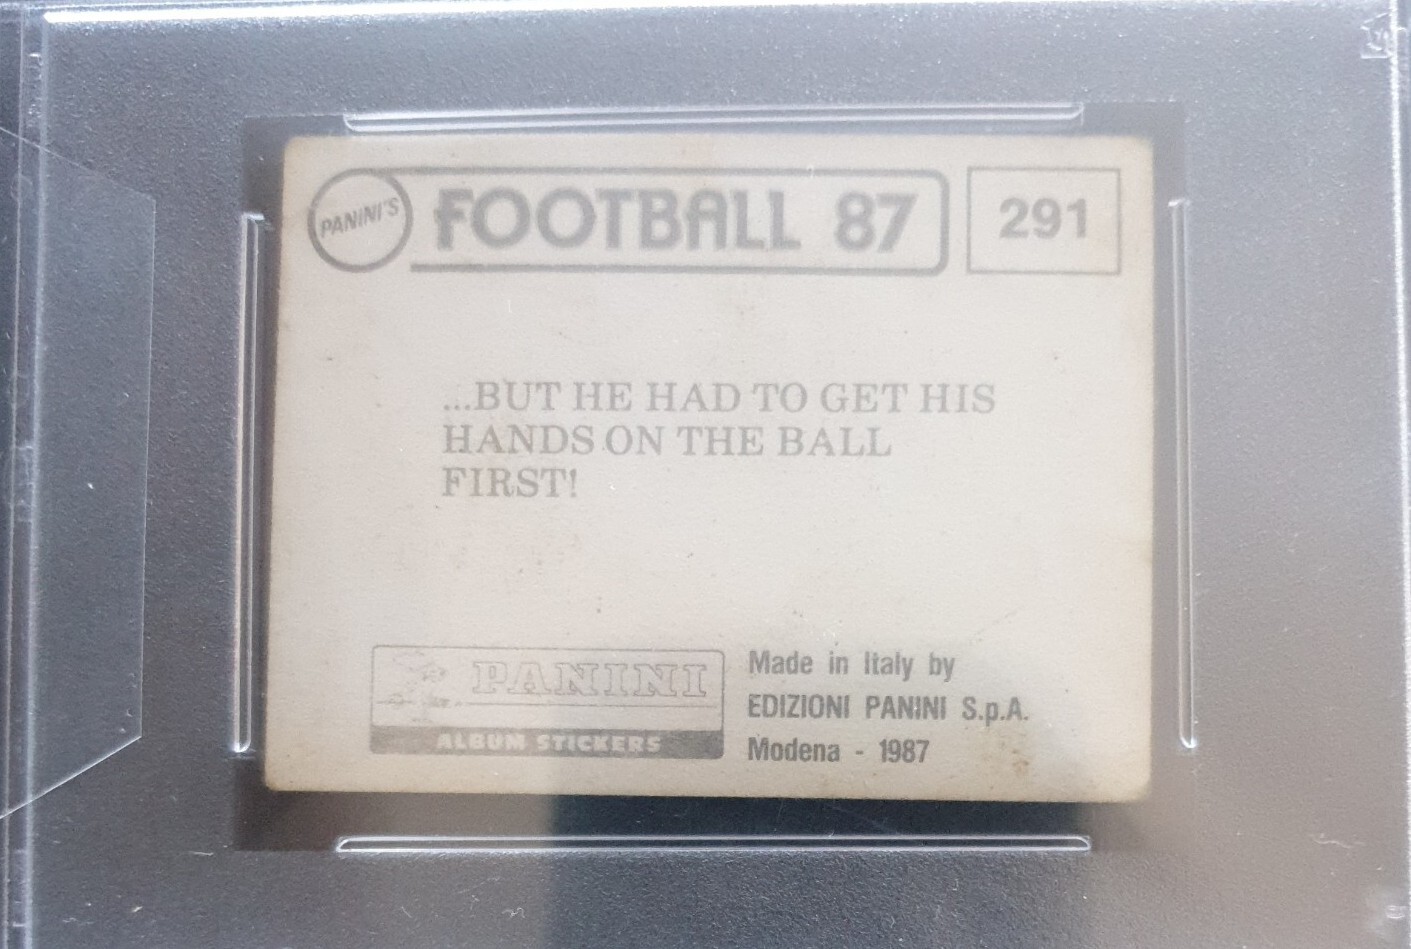 PANINI'S FOOTBALL 87 291
...BUT HE HAD TO GET HIS
HANDS ON THE BALL
FIRST!
PANINI
ALBUM STICKERS
Made in Italy by
EDIZIONI PANINI S.p.A.
Modena - 1987